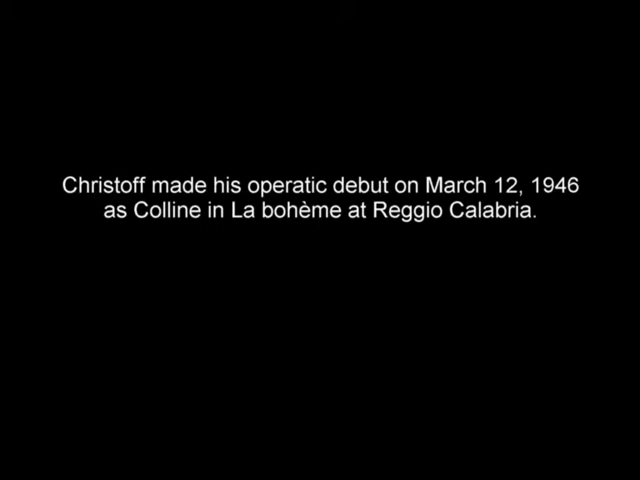 Christoff made his operatic debut on March 12, 1946
as Colline in La bohème at Reggio Calabria.